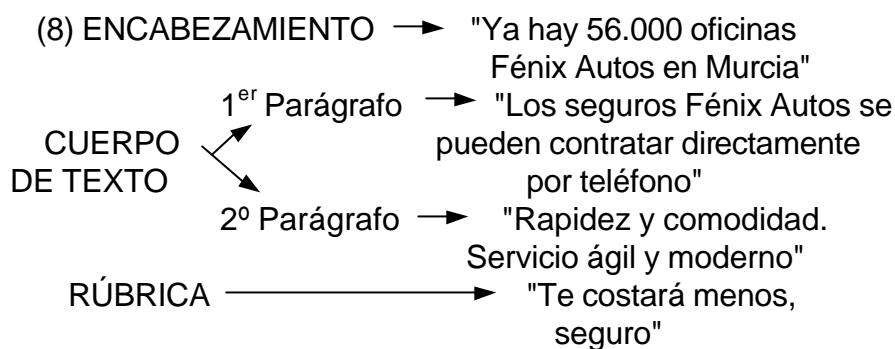 (8) ENCABEZAMIENTO "Ya hay 56.000 oficinas
Fénix Autos en Murcia"
1er Parágrafo "Los seguros Fénix Autos se
CUERPO pueden contratar directamente
DE TEXTO por teléfono"
2º Parágrafo "Rapidez y comodidad.
Servicio ágil y moderno"
RÚBRICA "Te costará menos,
seguro"